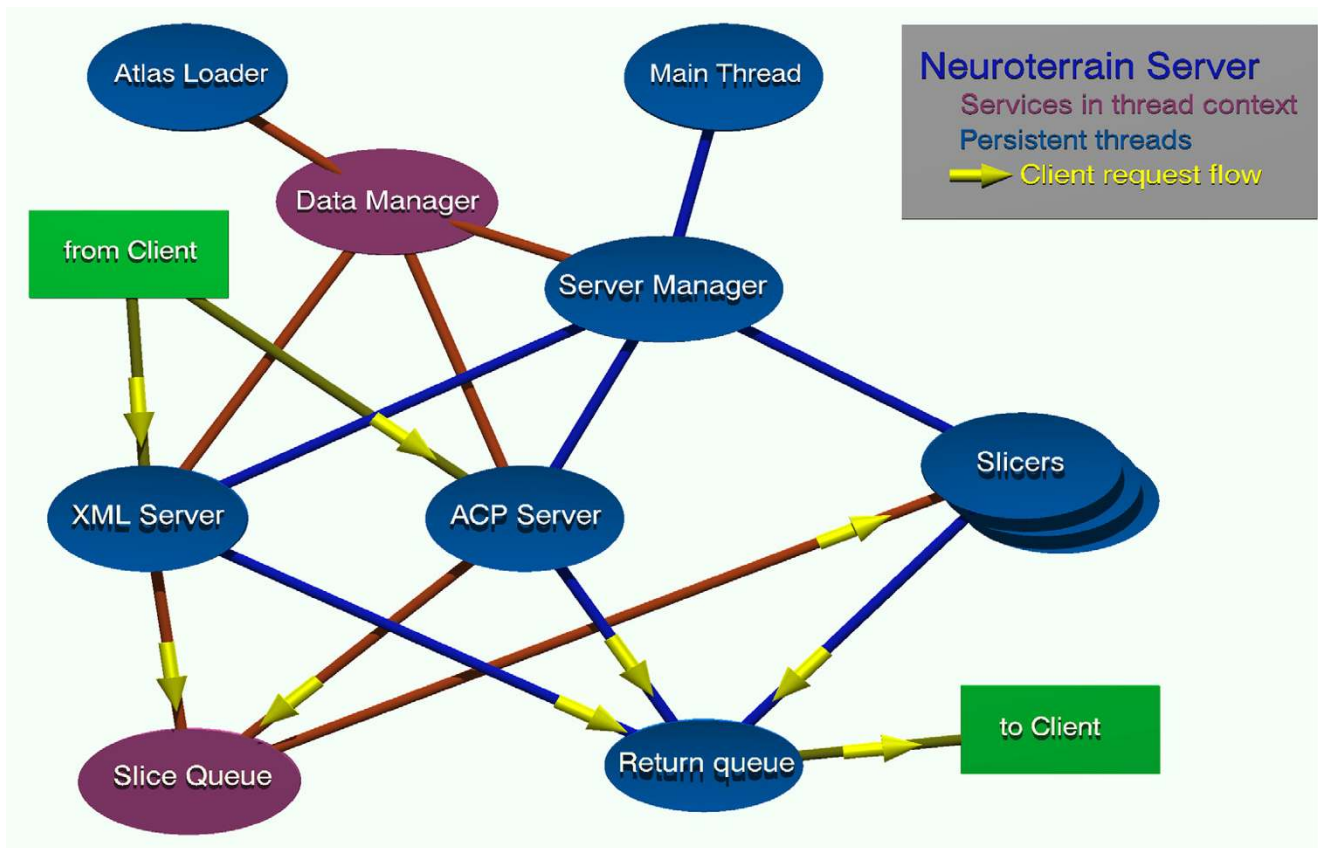 Atlas Loader
Main Thread
Neuroterrain Server
Services in thread context
Persistent threads
Client request flow
Data Manager
from Client
Server Manager
Slicers
XML Server
ACP Server
to Client
Slice Queue
Return queue